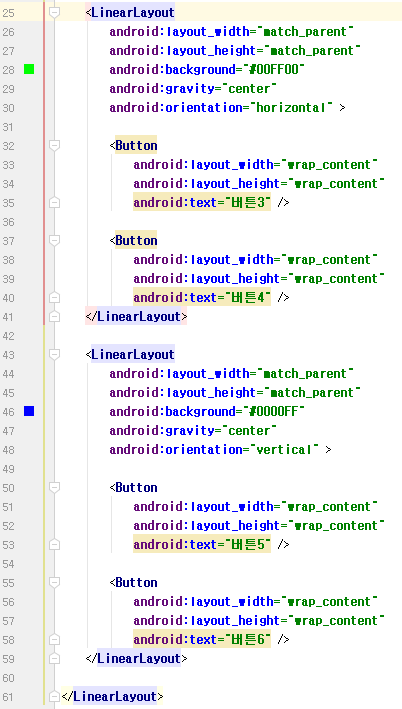 25 <LinearLayout
26 android:layout_width="match_parent"
27 android:layout_height="match_parent"
28 android:background="#00FF00"
29 android:gravity="center"
30 android:orientation="horizontal" >
31
32 <Button
33 android:layout_width="wrap_content"
34 android:layout_height="wrap_content"
35 android:text="버튼3" />
36
37 <Button
38 android:layout_width="wrap_content"
39 android:layout_height="wrap_content"
40 android:text="버튼4" />
41 </LinearLayout>
42
43 <LinearLayout
44 android:layout_width="match_parent"
45 android:layout_height="match_parent"
46 android:background="#0000FF"
47 android:gravity="center"
48 android:orientation="vertical" >
49
50 <Button
51 android:layout_width="wrap_content"
52 android:layout_height="wrap_content"
53 android:text="버튼5" />
54
55 <Button
56 android:layout_width="wrap_content"
57 android:layout_height="wrap_content"
58 android:text="버튼6" />
59 </LinearLayout>
60
61 </LinearLayout>